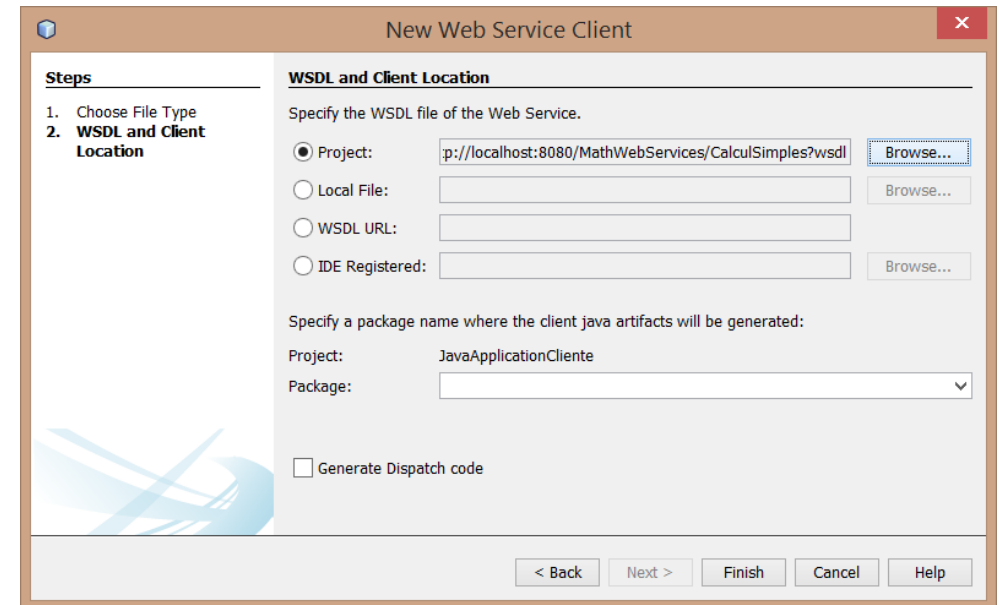 New Web Service Client
Steps
1. Choose File Type
2. WSDL and Client
Location
WSDL and Client Location
Specify the WSDL file of the Web Service.
Project: :p://localhost:8080/MathWebServices/CalculSimples?wsdl Browse...
Local File: Browse...
WSDL URL:
IDE Registered: Browse...
Specify a package name where the client java artifacts will be generated:
Project: JavaApplicationCliente
Package:
Generate Dispatch code
< Back Next > Finish Cancel Help